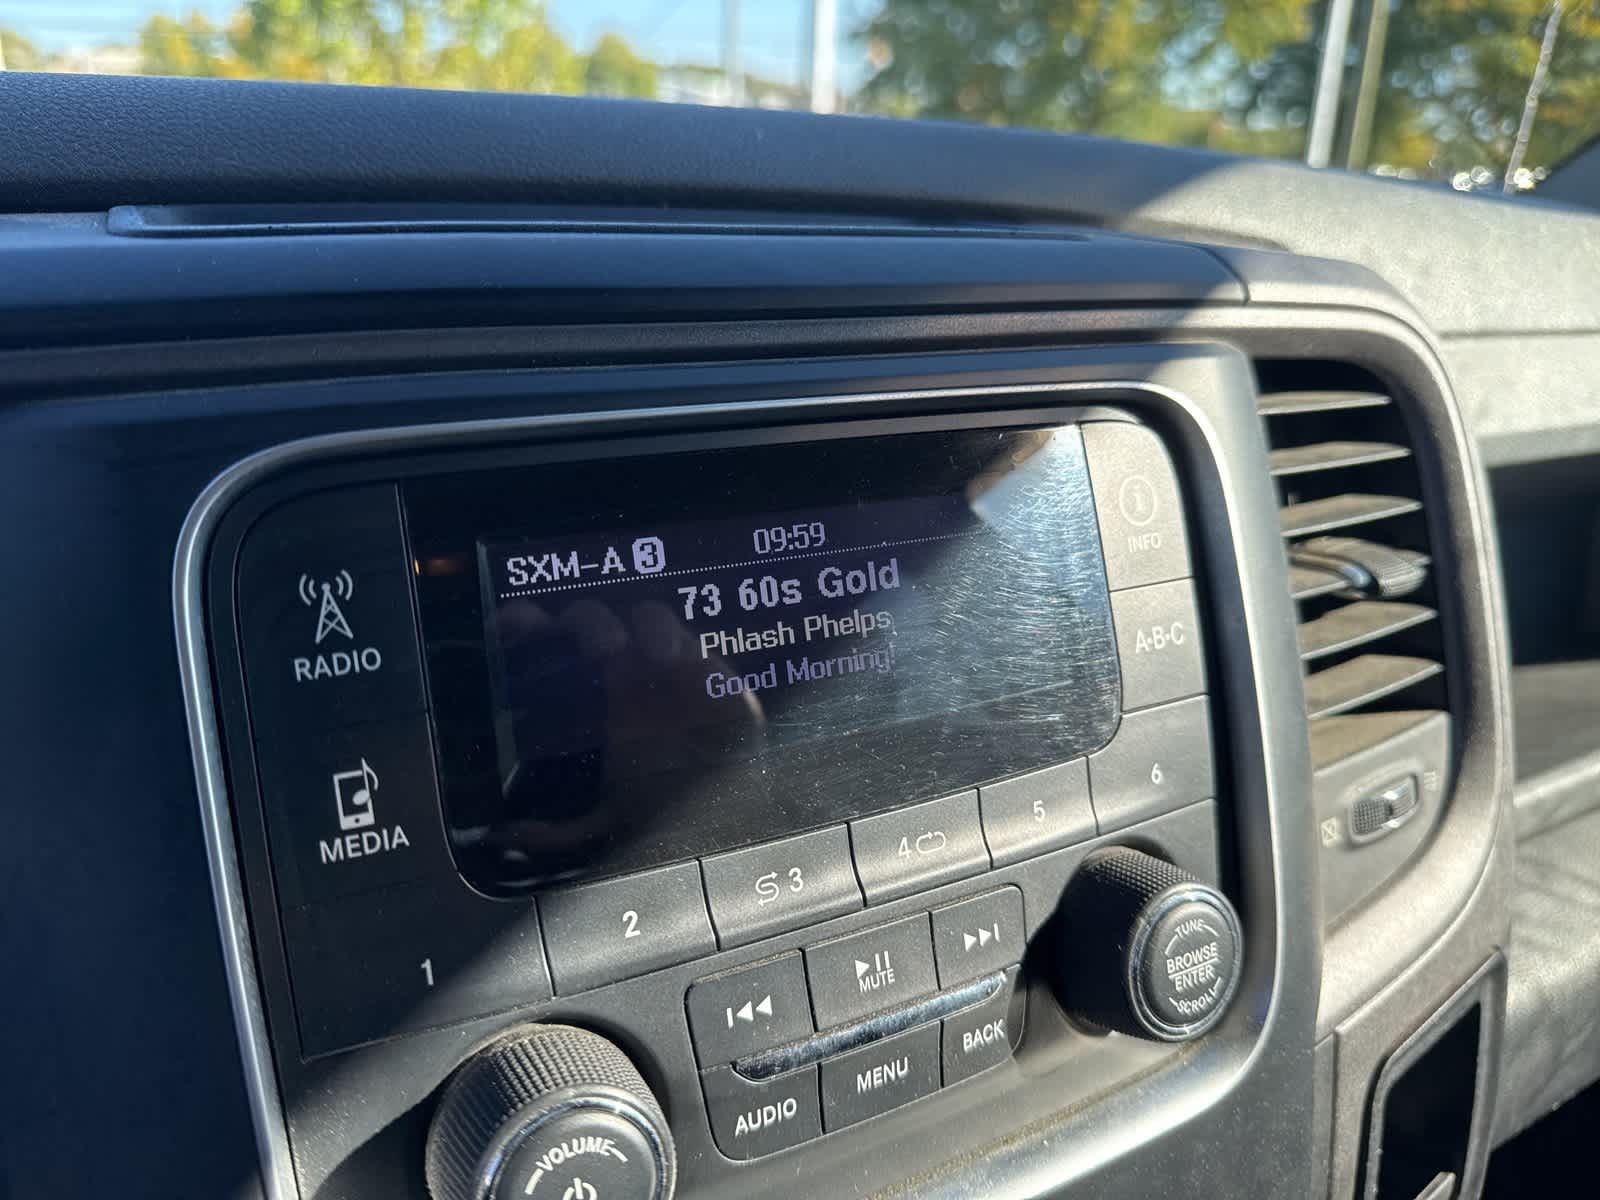 SXM-A 3 09:59
73 60s Gold
Phlash Phelps
Good Morning!
INFO
A·B·C
RADIO
MEDIA
1
2
3
4
5
6
MUTE
AUDIO
MENU
BACK
VOLUME
TUNE
BROWSE
ENTER
SCROLL